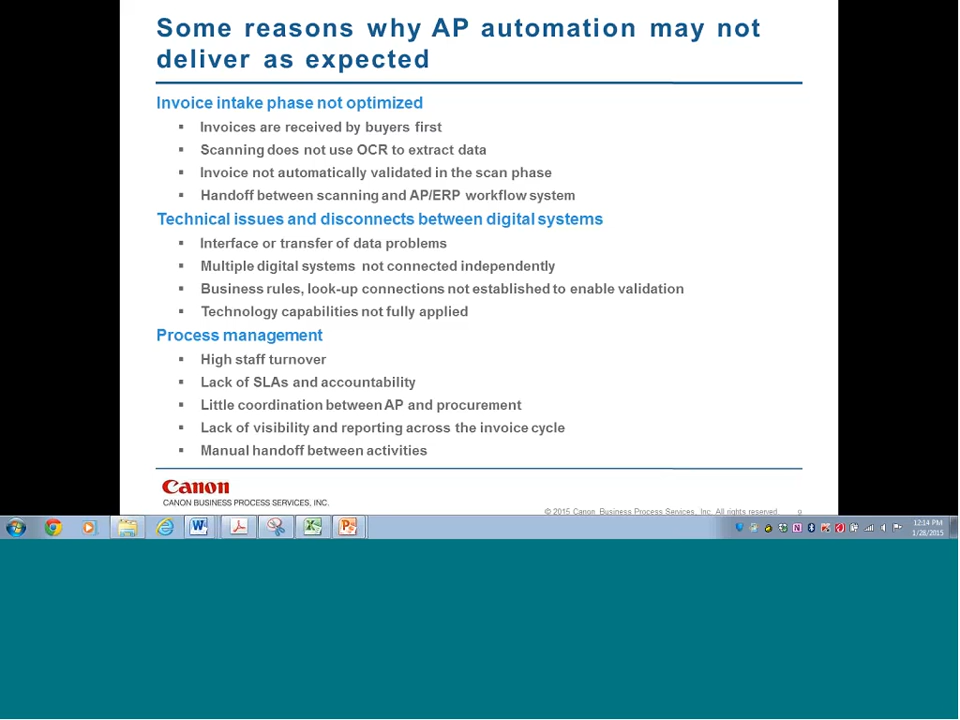 Some reasons why AP automation may not
deliver as expected
Invoice intake phase not optimized
▪ Invoices are received by buyers first
▪ Scanning does not use OCR to extract data
▪ Invoice not automatically validated in the scan phase
▪ Handoff between scanning and AP/ERP workflow system
Technical issues and disconnects between digital systems
▪ Interface or transfer of data problems
▪ Multiple digital systems not connected independently
▪ Business rules, look-up connections not established to enable validation
▪ Technology capabilities not fully applied
Process management
▪ High staff turnover
▪ Lack of SLAs and accountability
▪ Little coordination between AP and procurement
▪ Lack of visibility and reporting across the invoice cycle
▪ Manual handoff between activities
Canon
CANON BUSINESS PROCESS SERVICES, INC.
© 2015 Canon Business Process Services, Inc. All rights reserved. 9
12:14 PM
1/28/2015